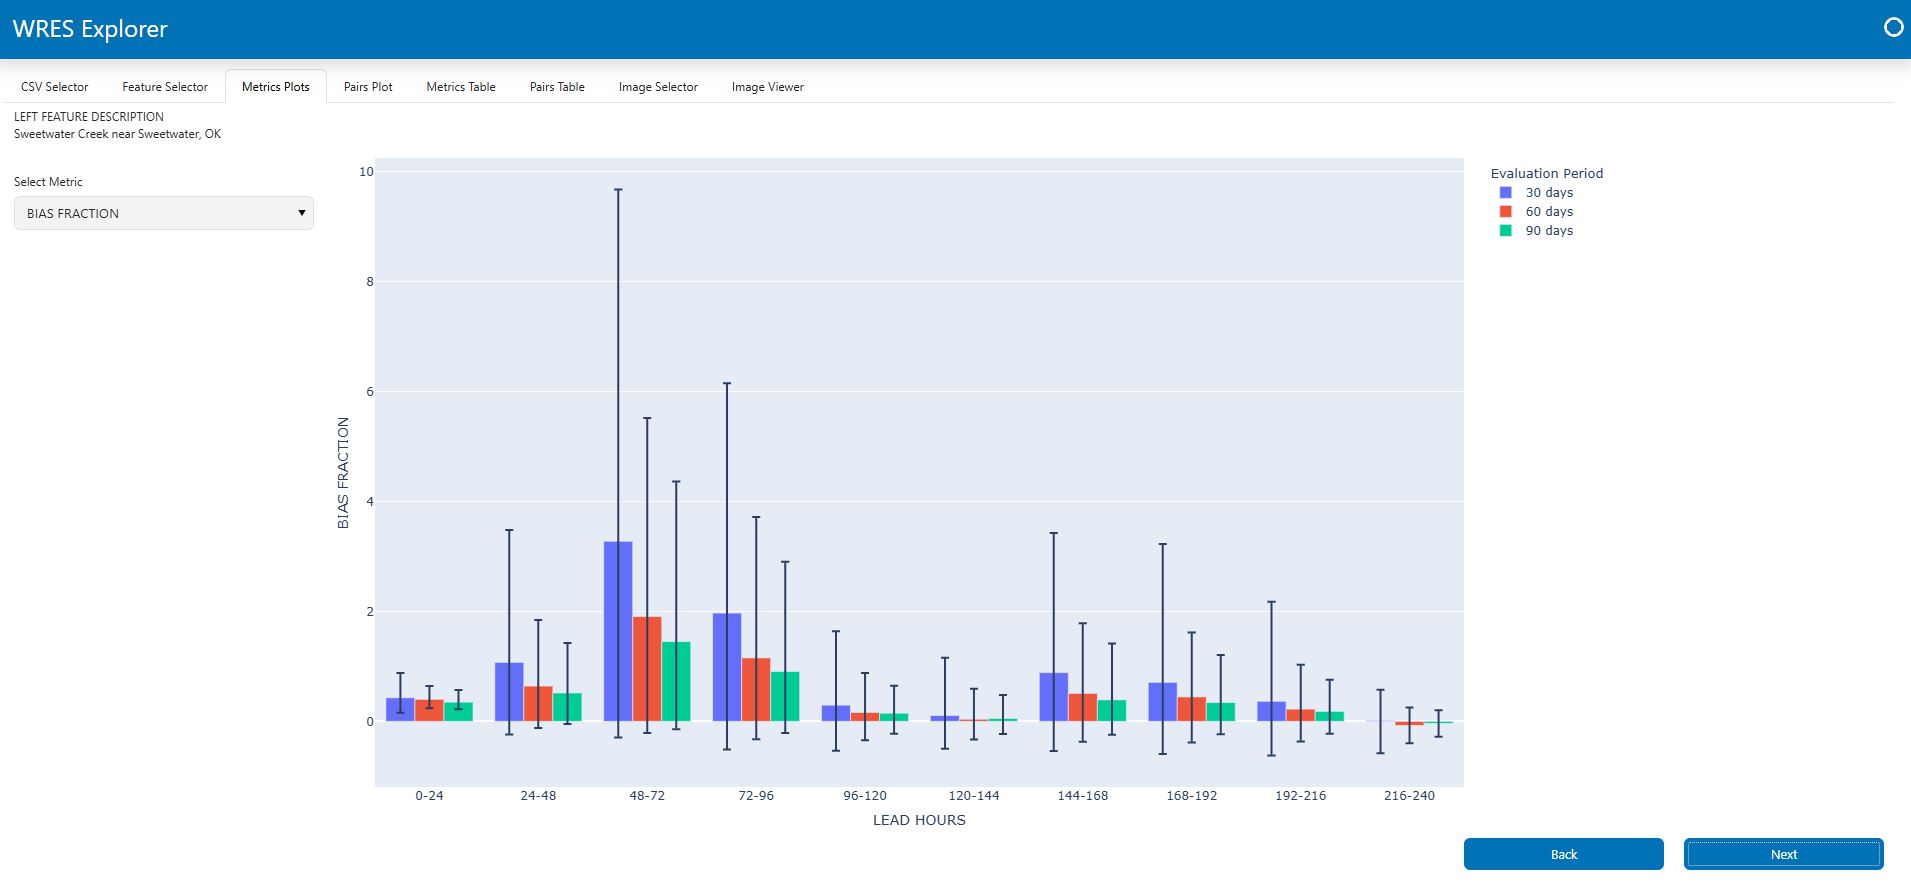 WRES Explorer
CSV Selector
Feature Selector
Metrics Plots
Pairs Plot
Metrics Table
Pairs Table
Image Selector
Image Viewer
LEFT FEATURE DESCRIPTION
Sweetwater Creek near Sweetwater, OK
Select Metric
BIAS FRACTION
BIAS FRACTION
10
8
6
4
2
0
0-24
24-48
48-72
72-96
96-120
120-144
144-168
168-192
192-216
216-240
LEAD HOURS
Evaluation Period
30 days
60 days
90 days
Back
Next